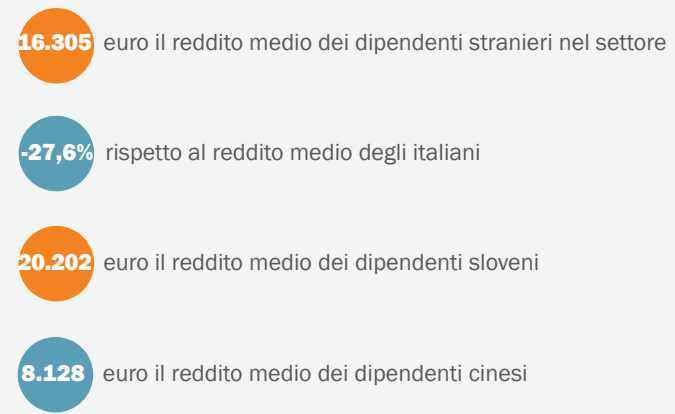 16.305 euro il reddito medio dei dipendenti stranieri nel settore
-27,6% rispetto al reddito medio degli italiani
20.202 euro il reddito medio dei dipendenti sloveni
8.128 euro il reddito medio dei dipendenti cinesi